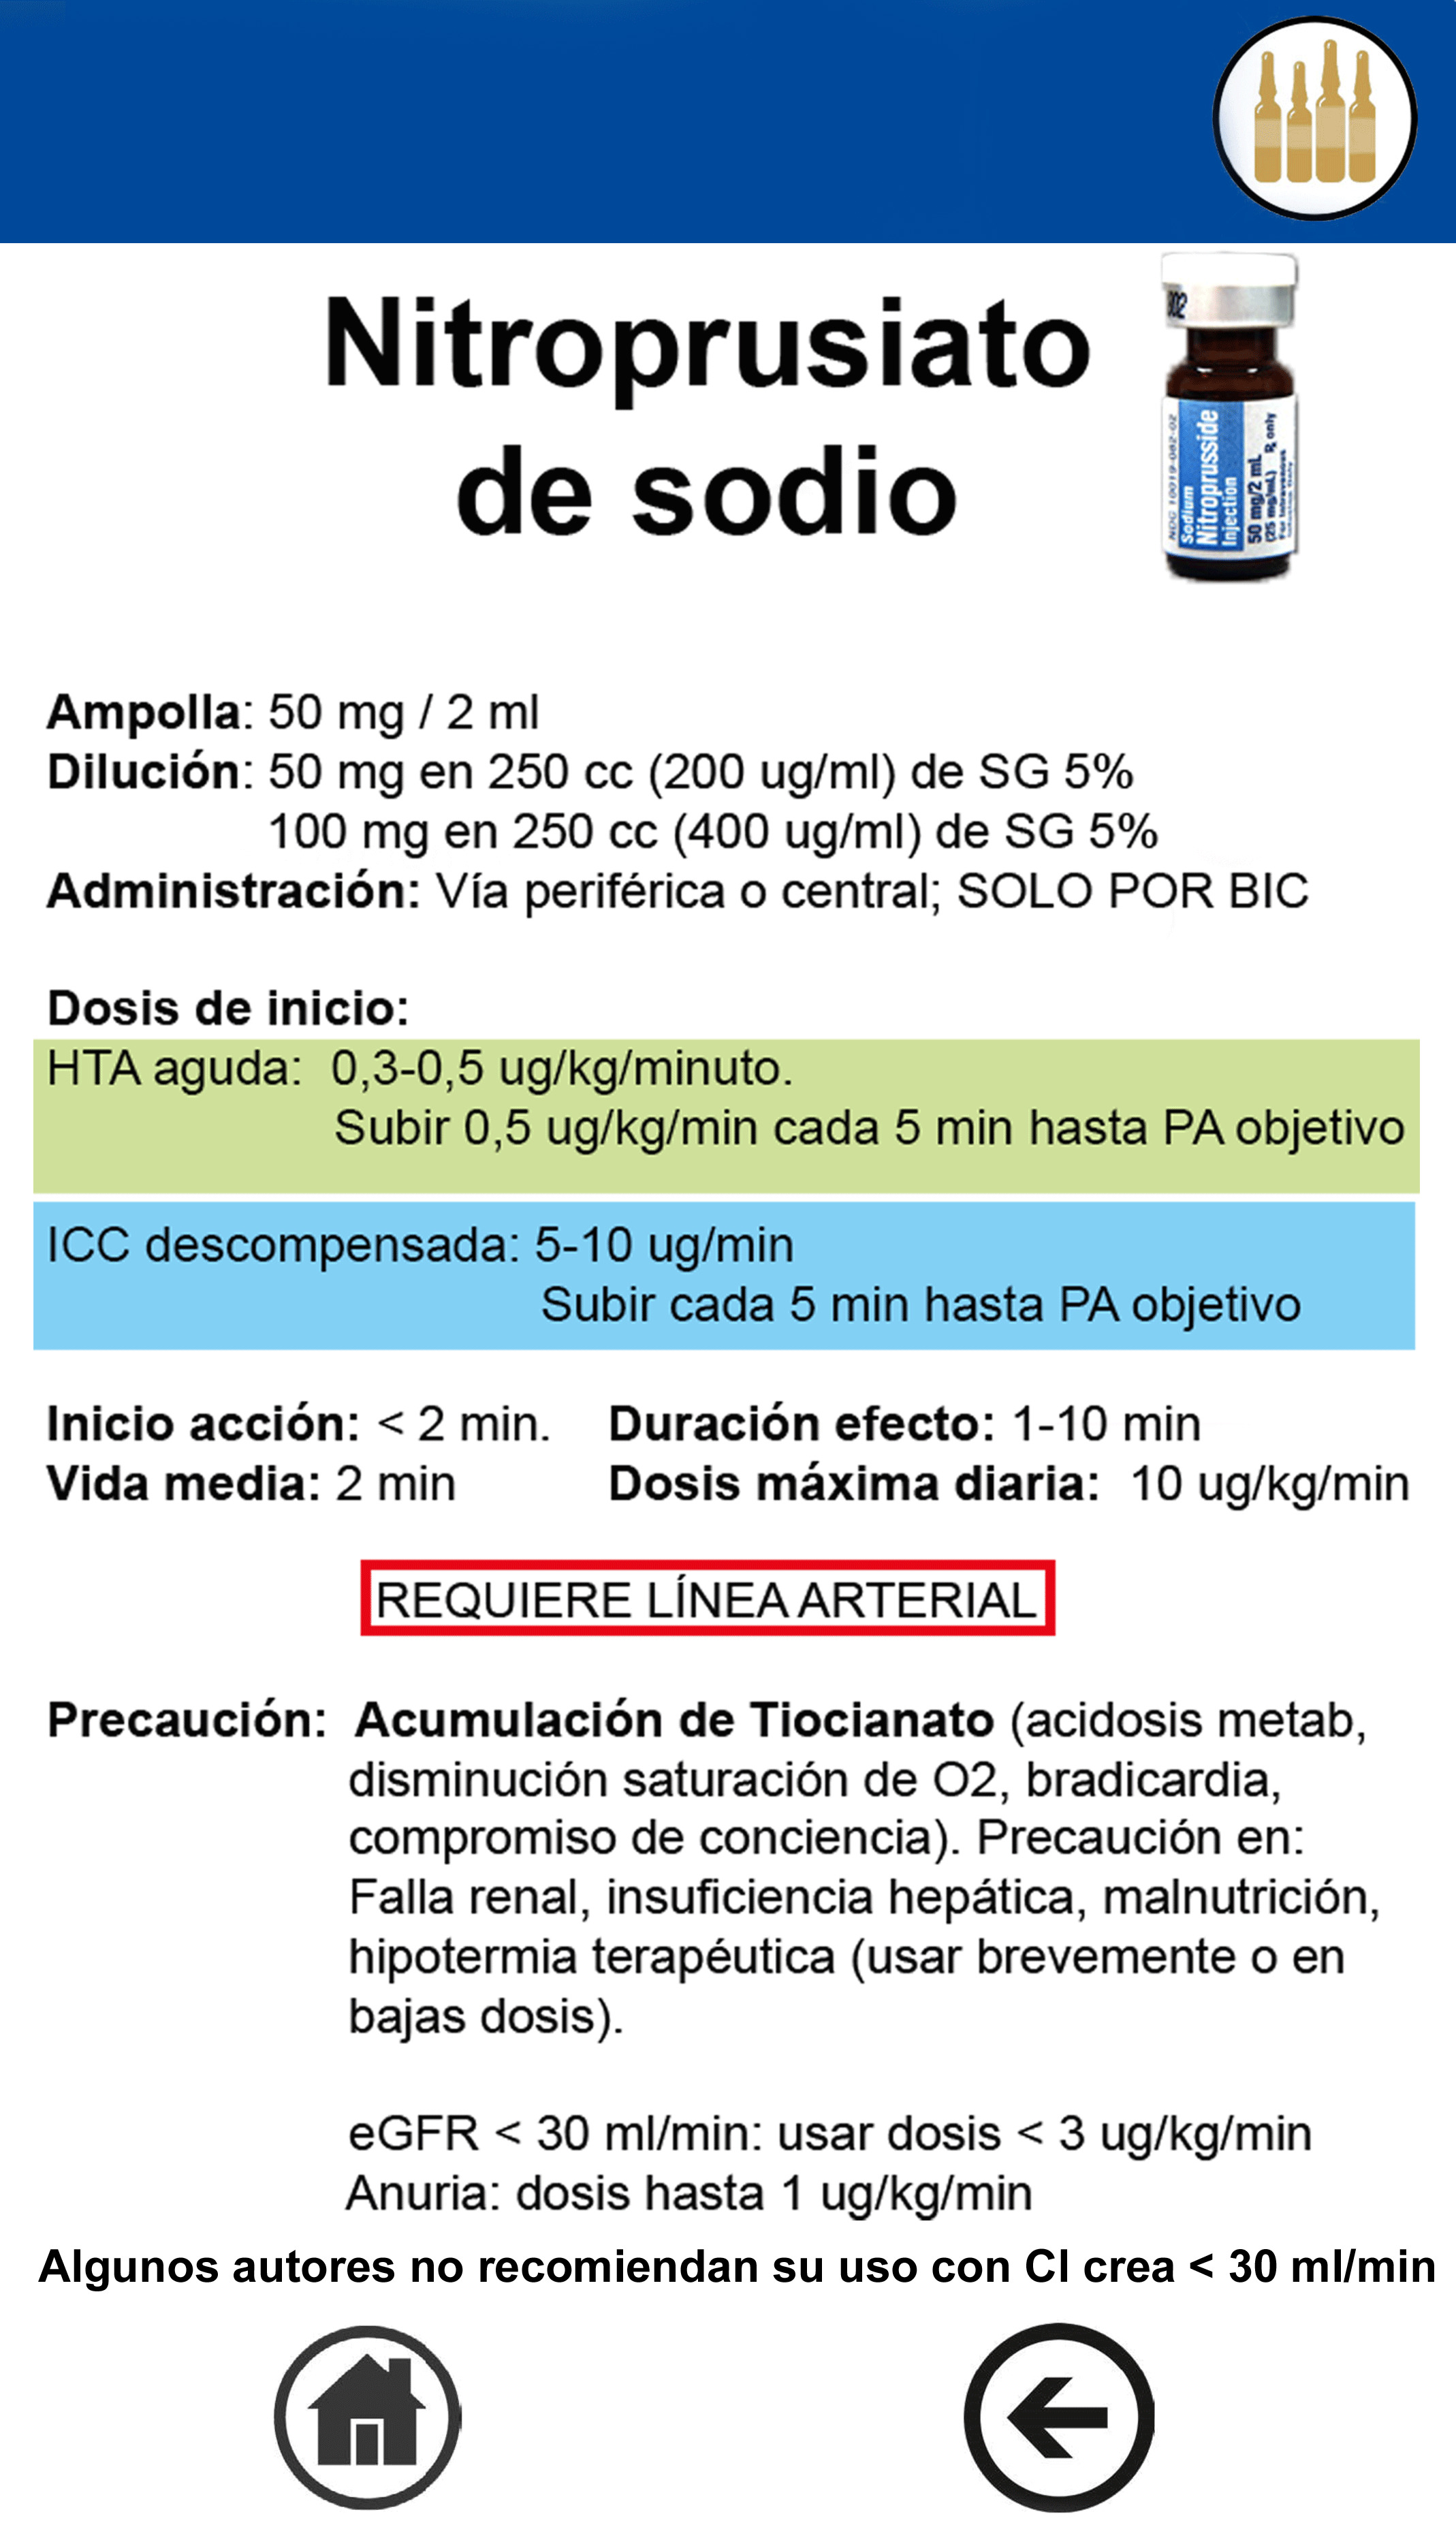 Nitroprusiato
de sodio
802
NDC 10019-082-02
Sodium
Nitroprusside
Injection
50 mg/2 mL
(25 mg/mL) ℞ only
For Intravenous
Ampolla: 50 mg / 2 ml
Dilución: 50 mg en 250 cc (200 ug/ml) de SG 5%
100 mg en 250 cc (400 ug/ml) de SG 5%
Administración: Vía periférica o central; SOLO POR BIC
Dosis de inicio:
HTA aguda: 0,3-0,5 ug/kg/minuto.
Subir 0,5 ug/kg/min cada 5 min hasta PA objetivo
ICC descompensada: 5-10 ug/min
Subir cada 5 min hasta PA objetivo
Inicio acción: < 2 min. Duración efecto: 1-10 min
Vida media: 2 min Dosis máxima diaria: 10 ug/kg/min
REQUIERE LÍNEA ARTERIAL
Precaución: Acumulación de Tiocianato (acidosis metab,
disminución saturación de O2, bradicardia,
compromiso de conciencia). Precaución en:
Falla renal, insuficiencia hepática, malnutrición,
hipotermia terapéutica (usar brevemente o en
bajas dosis).
eGFR < 30 ml/min: usar dosis < 3 ug/kg/min
Anuria: dosis hasta 1 ug/kg/min
Algunos autores no recomiendan su uso con Cl crea < 30 ml/min